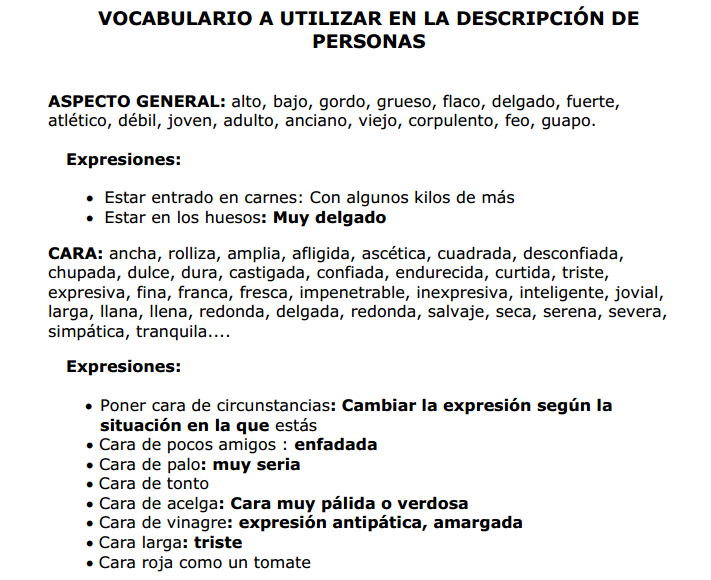 VOCABULARIO A UTILIZAR EN LA DESCRIPCIÓN DE
PERSONAS
ASPECTO GENERAL: alto, bajo, gordo, grueso, flaco, delgado, fuerte,
atlético, débil, joven, adulto, anciano, viejo, corpulento, feo, guapo.
Expresiones:
• Estar entrado en carnes: Con algunos kilos de más
• Estar en los huesos: Muy delgado
CARA: ancha, rolliza, amplia, afligida, ascética, cuadrada, desconfiada,
chupada, dulce, dura, castigada, confiada, endurecida, curtida, triste,
expresiva, fina, franca, fresca, impenetrable, inexpresiva, inteligente, jovial,
larga, llana, llena, redonda, delgada, redonda, salvaje, seca, serena, severa,
simpática, tranquila....
Expresiones:
• Poner cara de circunstancias: Cambiar la expresión según la
situación en la que estás
• Cara de pocos amigos : enfadada
• Cara de palo: muy seria
• Cara de tonto
• Cara de acelga: Cara muy pálida o verdosa
• Cara de vinagre: expresión antipática, amargada
• Cara larga: triste
• Cara roja como un tomate